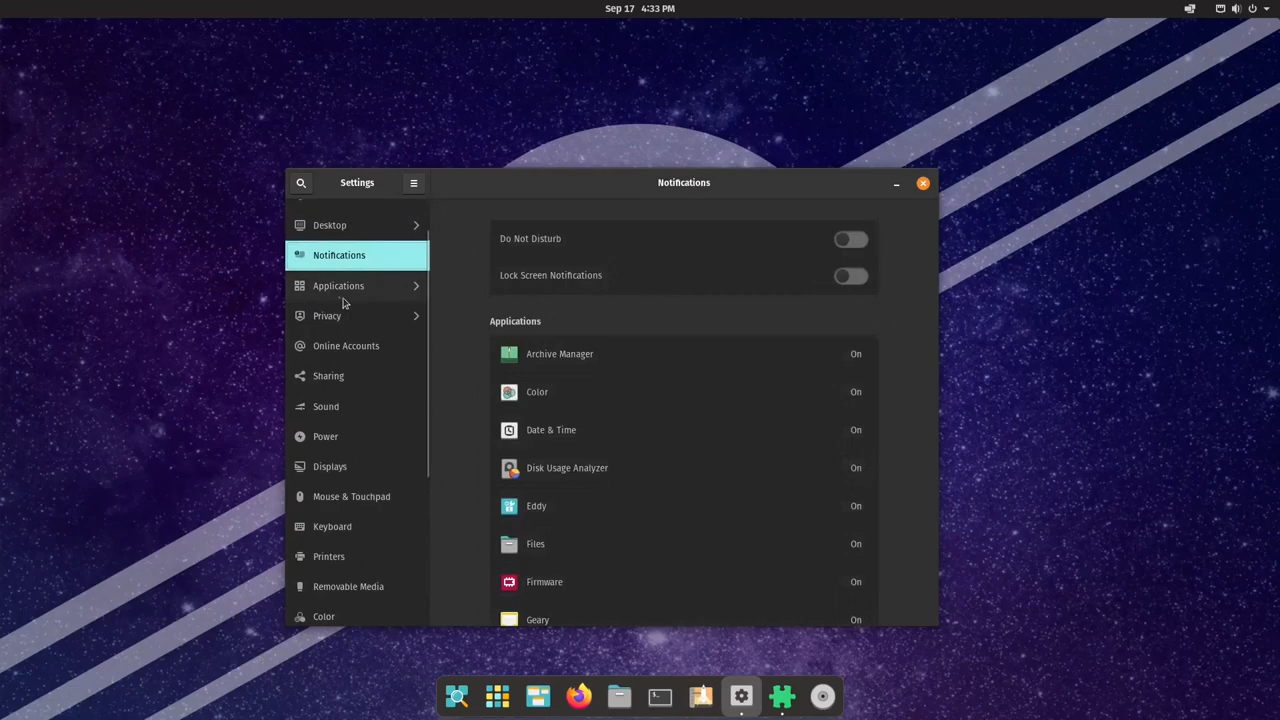 Sep 17 4:33 PM
Settings
Notifications
Desktop
Notifications
Applications
Privacy
Online Accounts
Sharing
Sound
Power
Displays
Mouse & Touchpad
Keyboard
Printers
Removable Media
Color
Do Not Disturb
Lock Screen Notifications
Applications
Archive Manager On
Color On
Date & Time On
Disk Usage Analyzer On
Eddy On
Files On
Firmware On
Geary On